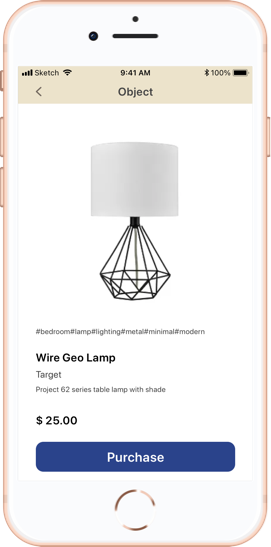 Sketch 9:41 AM 100%
Object
#bedroom#lamp#lighting#metal#minimal#modern
Wire Geo Lamp
Target
Project 62 series table lamp with shade
$ 25.00
Purchase